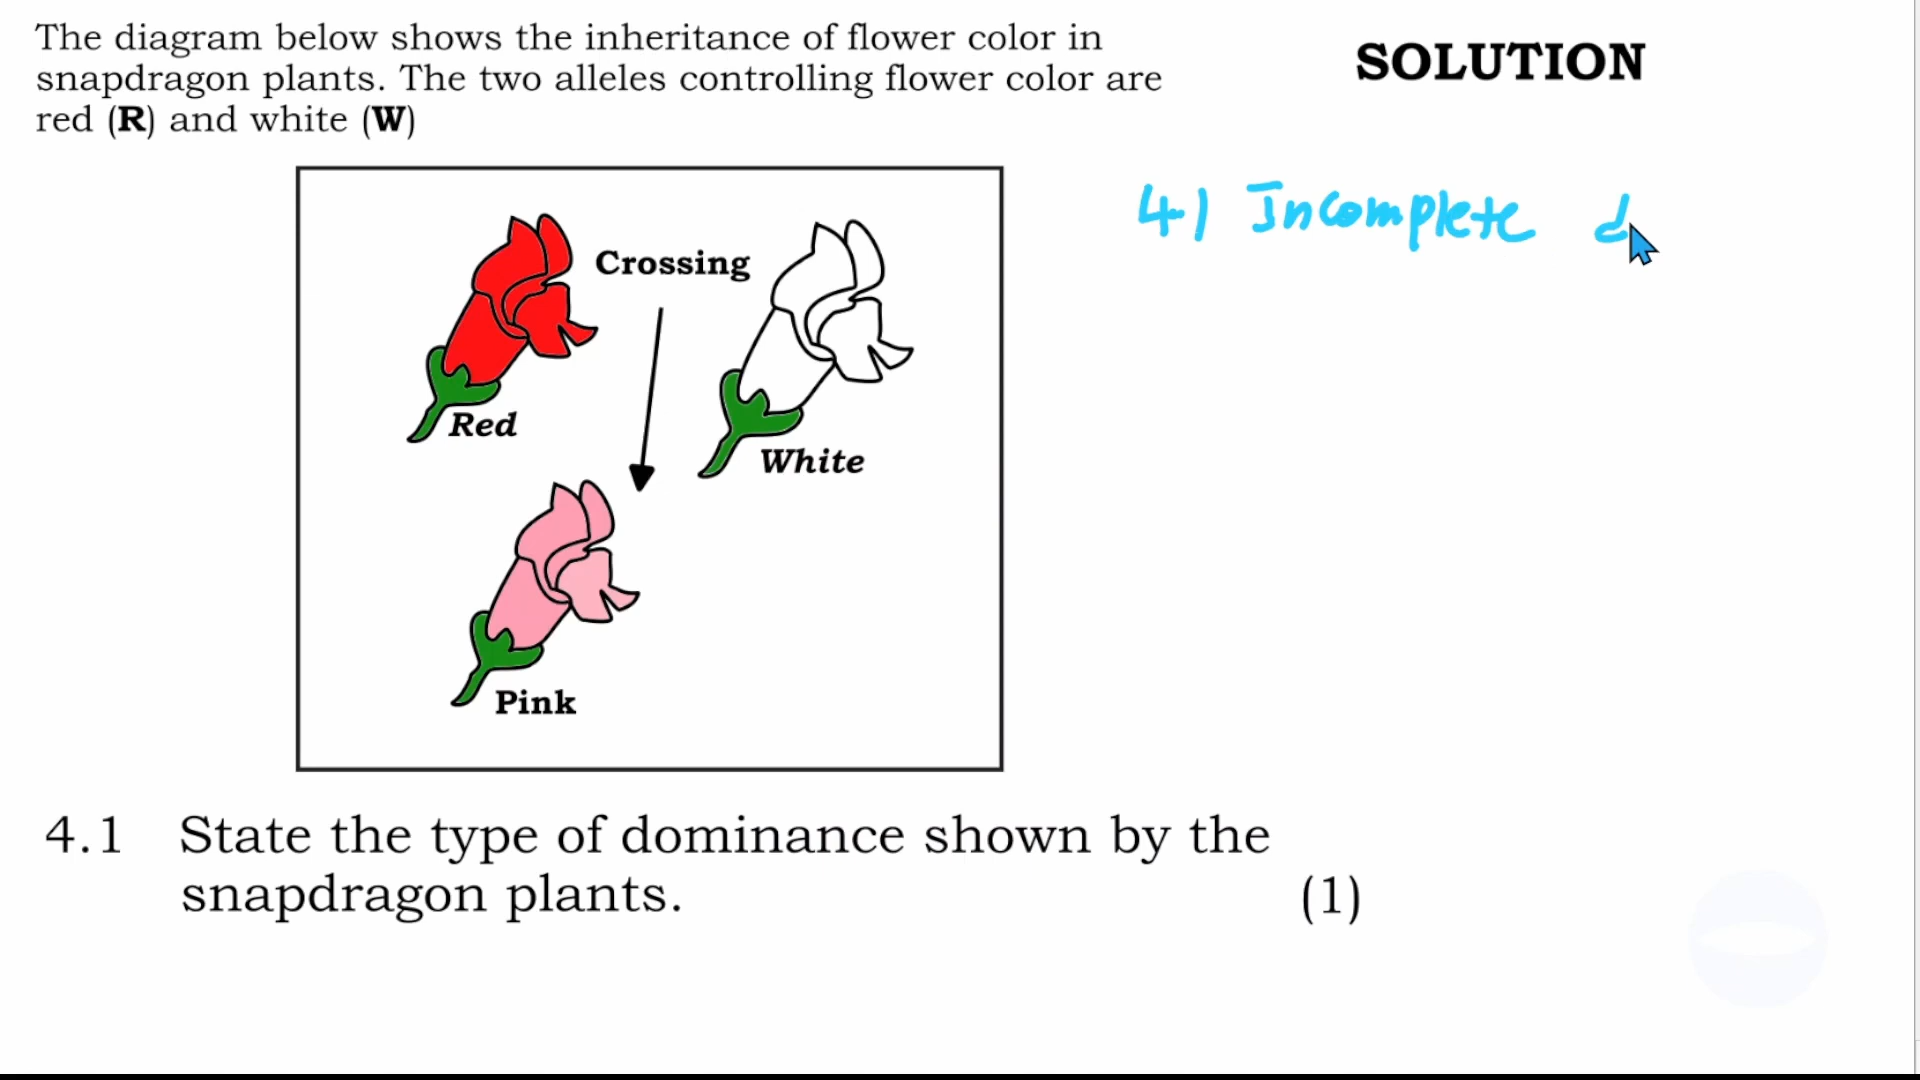 The diagram below shows the inheritance of flower color in
snapdragon plants. The two alleles controlling flower color are
red (R) and white (W)
SOLUTION
4.1 Incomplete d
Crossing
Red
White
Pink
4.1 State the type of dominance shown by the
snapdragon plants. (1)